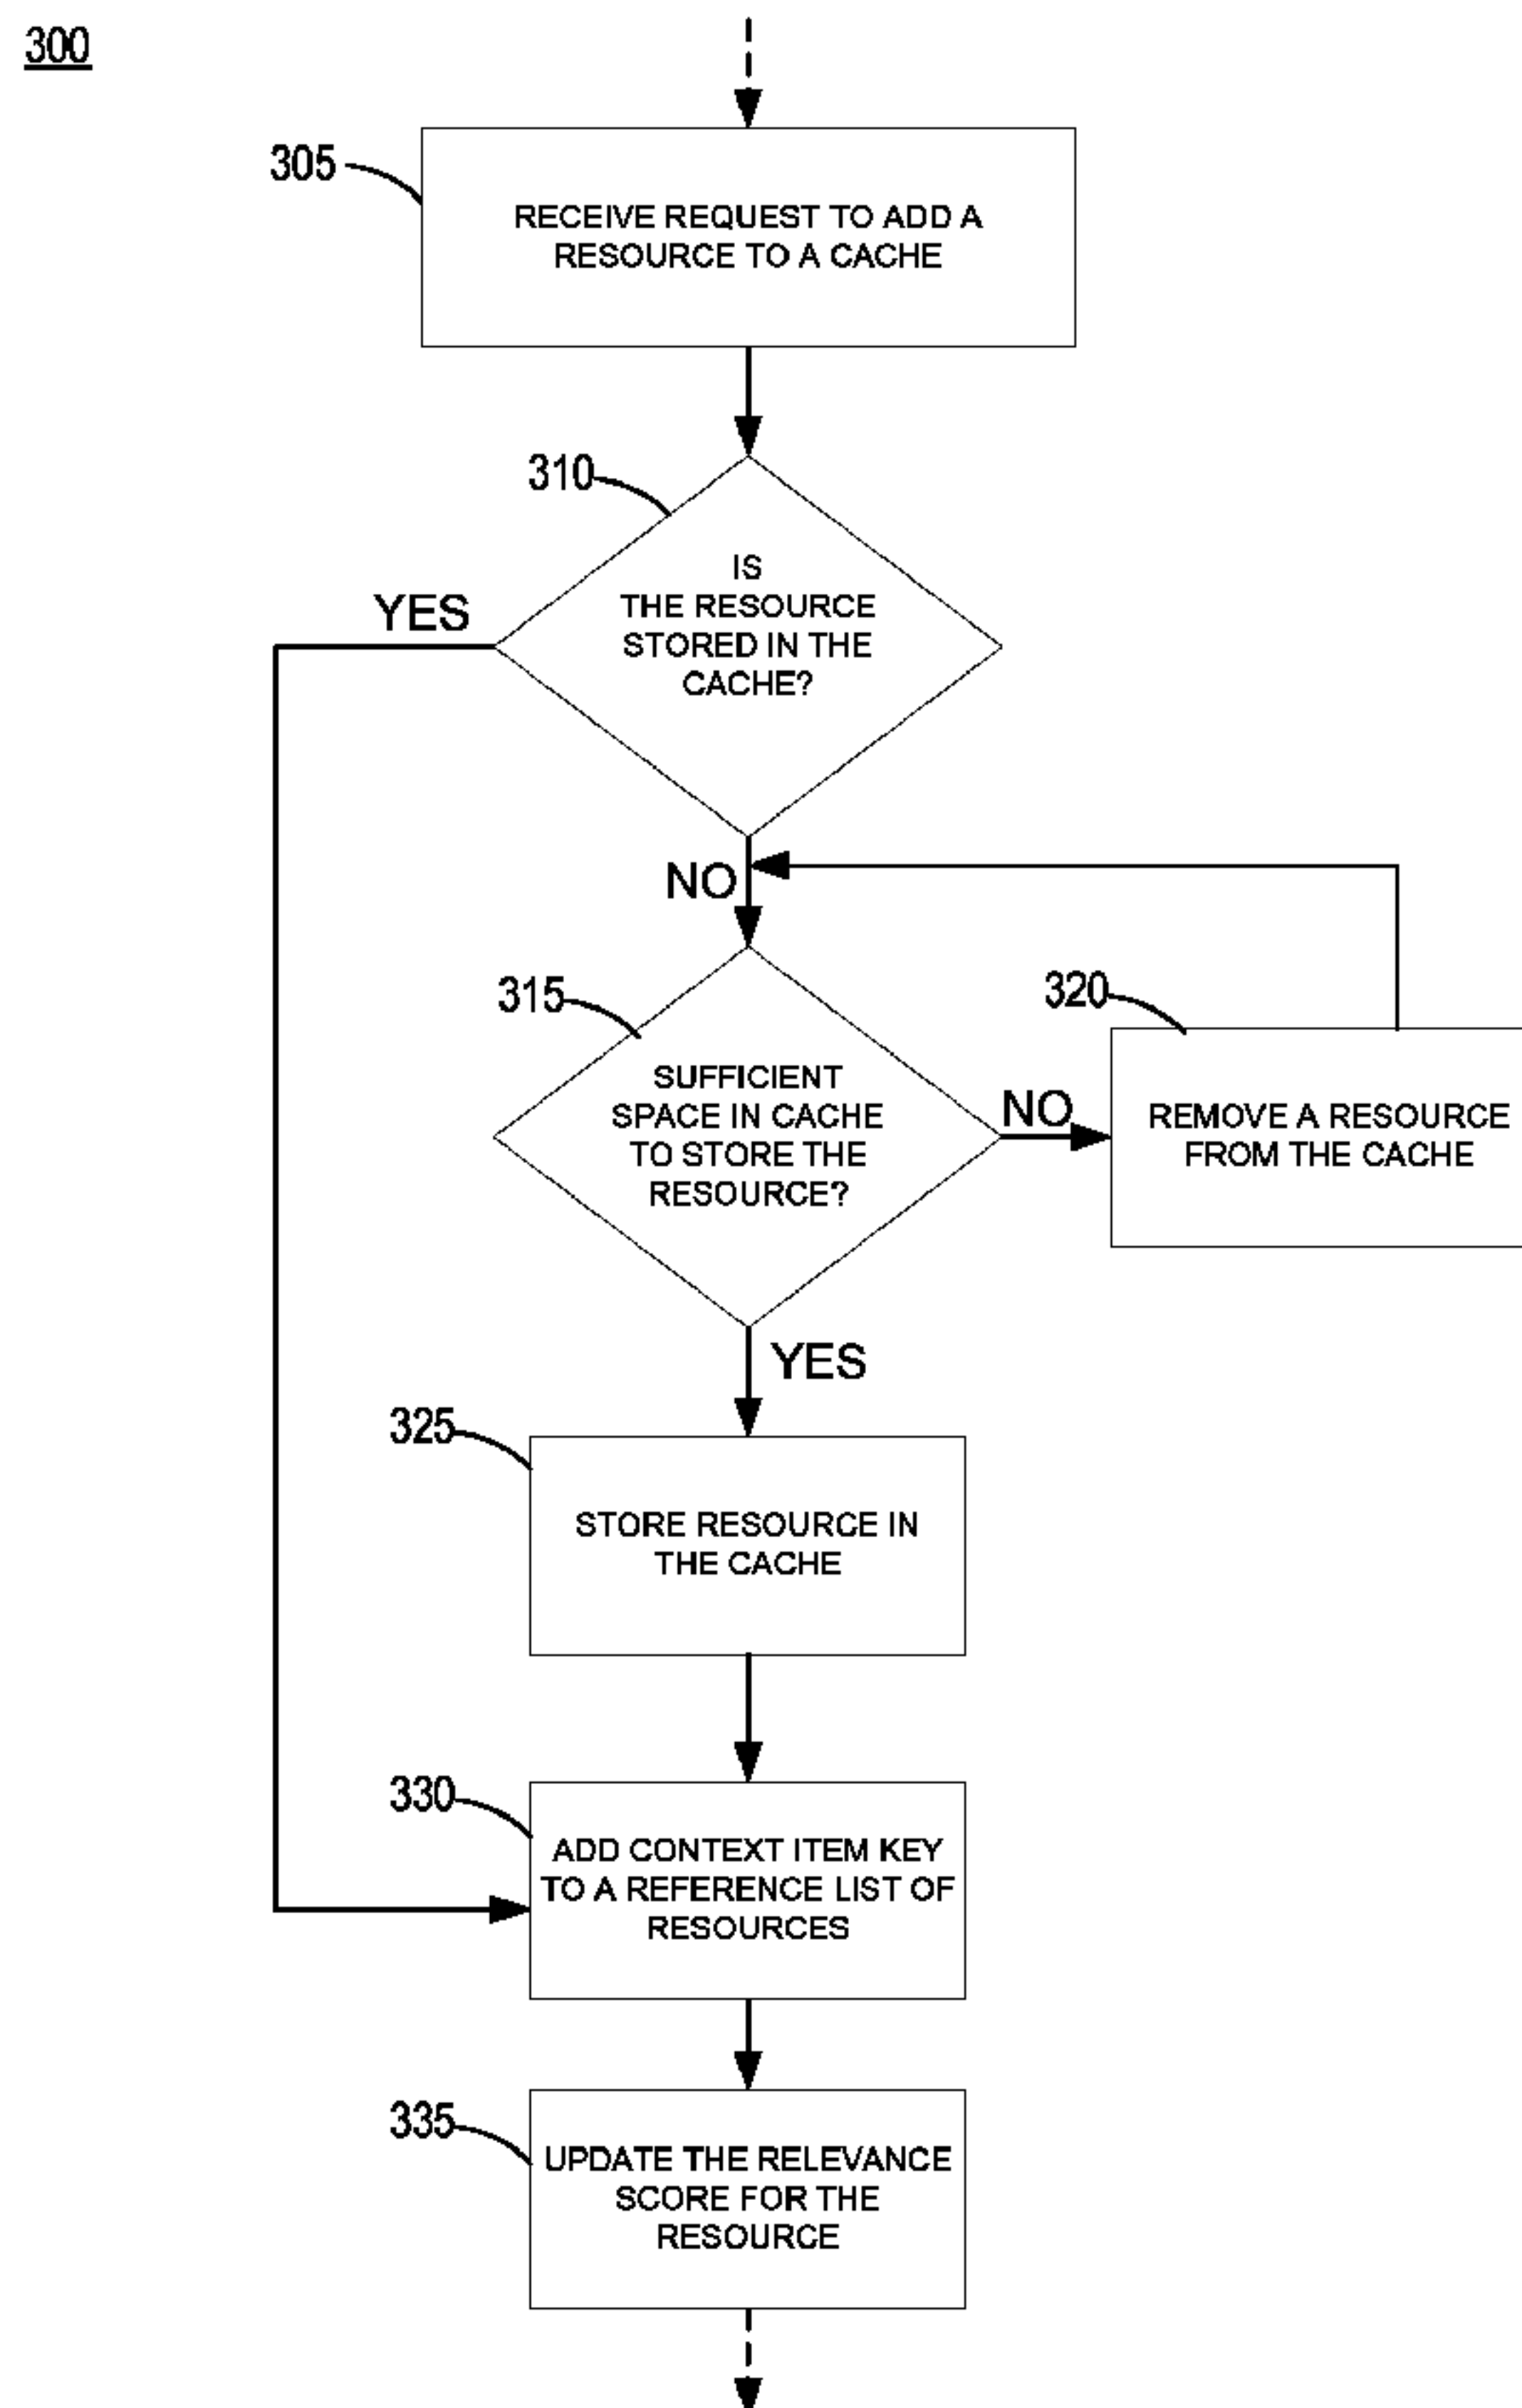 300
305
RECEIVE REQUEST TO ADD A
RESOURCE TO A CACHE
310
IS
THE RESOURCE
STORED IN THE
CACHE?
YES
NO
315
SUFFICIENT
SPACE IN CACHE
TO STORE THE
RESOURCE?
NO
320
REMOVE A RESOURCE
FROM THE CACHE
YES
325
STORE RESOURCE IN
THE CACHE
330
ADD CONTEXT ITEM KEY
TO A REFERENCE LIST OF
RESOURCES
335
UPDATE THE RELEVANCE
SCORE FOR THE
RESOURCE